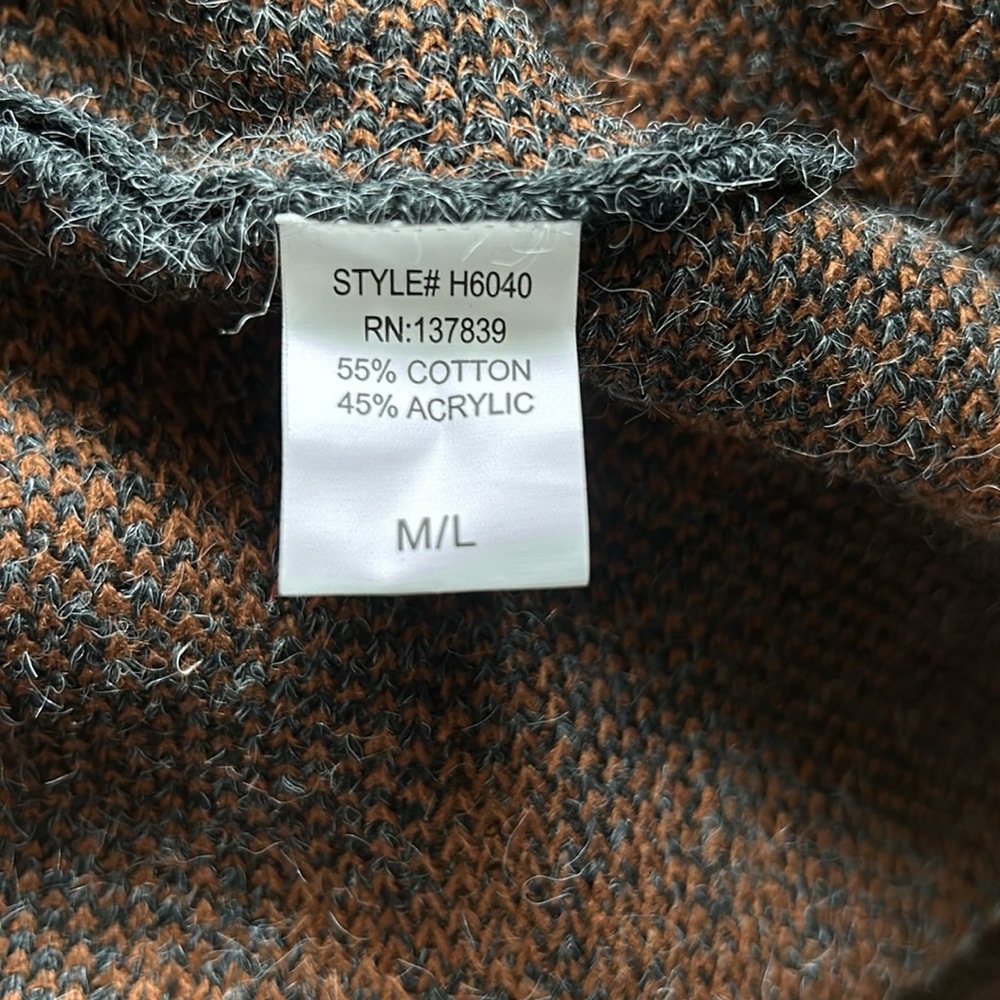 STYLE# H6040
RN:137839
55% COTTON
45% ACRYLIC
M/L